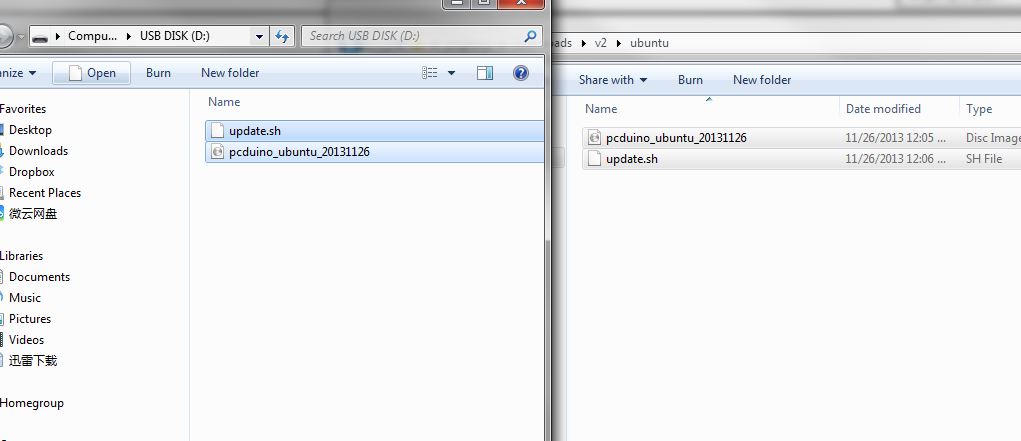 Compu... USB DISK (D:) Search USB DISK (D:)
Open Burn New folder
Name
Favorites
Desktop
Downloads
Dropbox
Recent Places
微云网盘
Libraries
Documents
Music
Pictures
Videos
迅雷下载
Homegroup
update.sh
pcduino_ubuntu_20131126
v2 ubuntu
Share with Burn New folder
Name Date modified Type
pcduino_ubuntu_20131126 11/26/2013 12:05 ... Disc Image
update.sh 11/26/2013 12:06 ... SH File